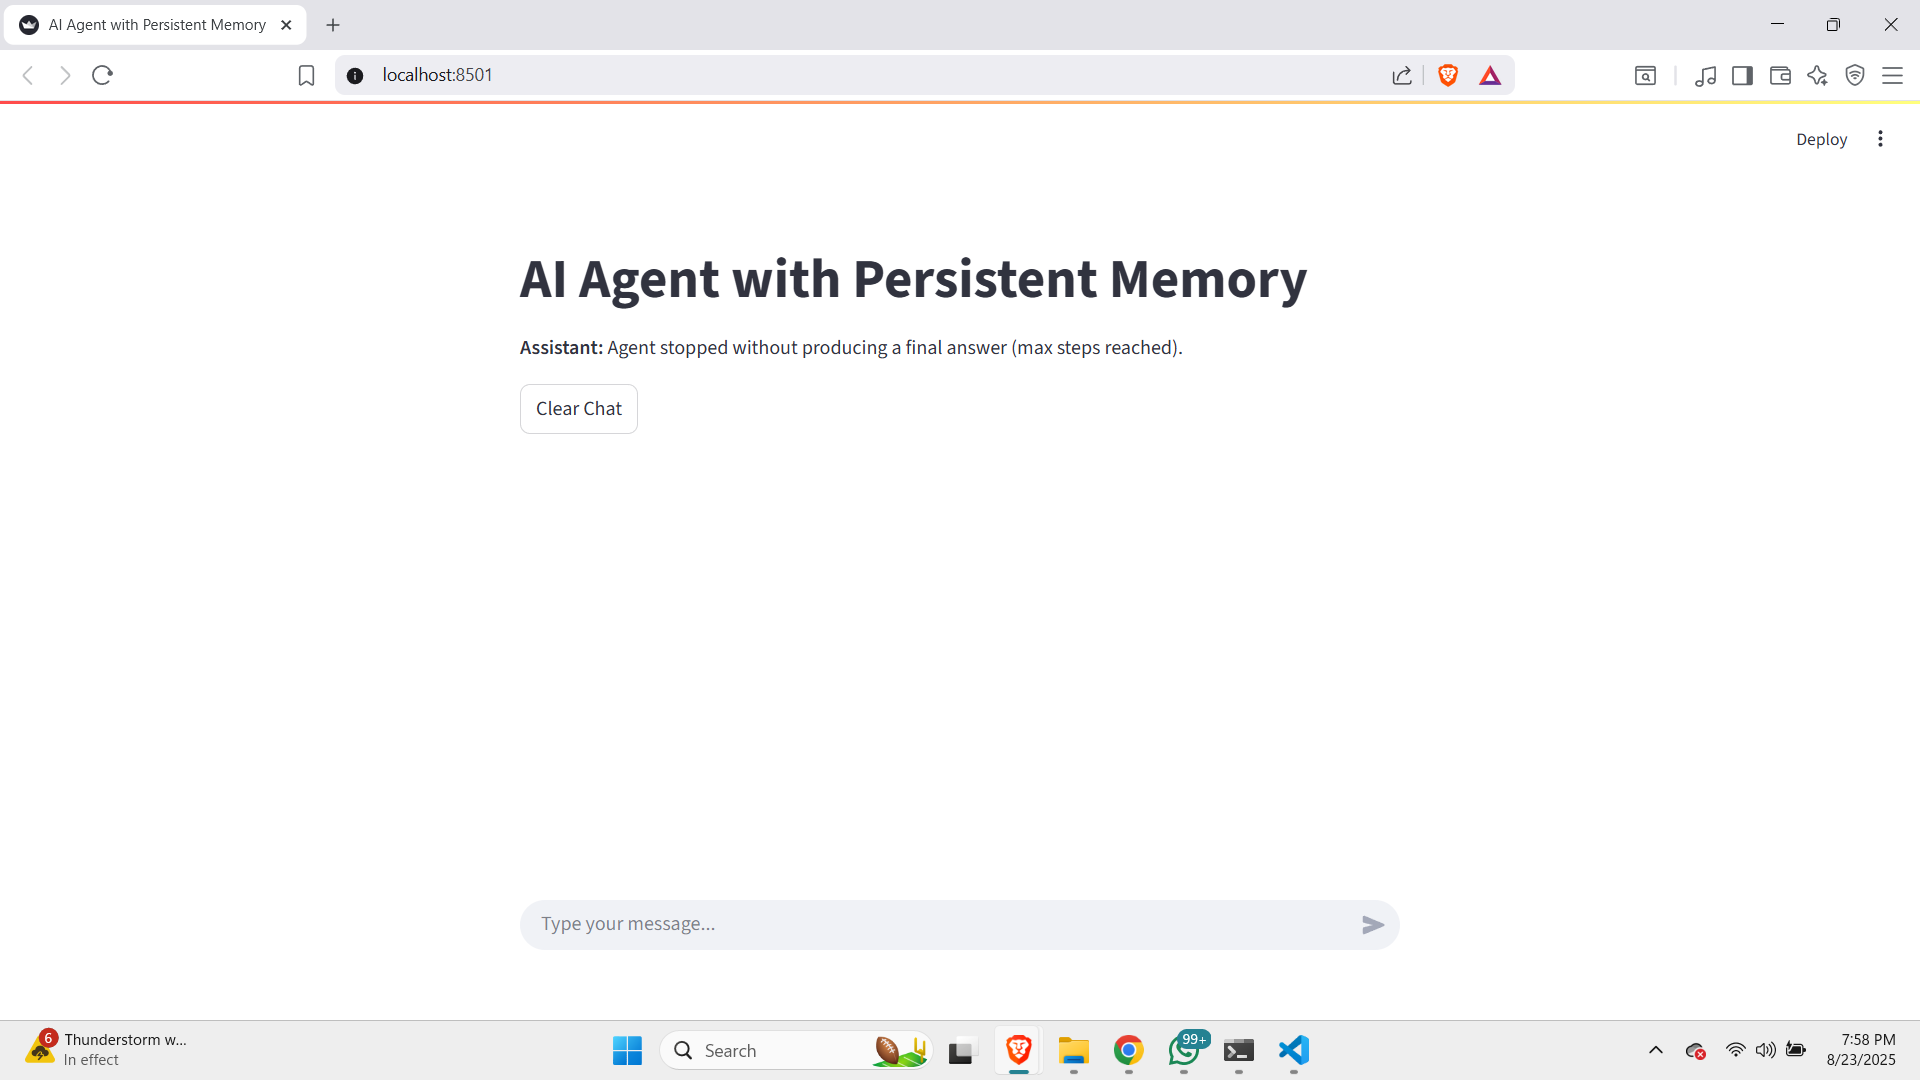 AI Agent with Persistent Memory
localhost:8501
Deploy
AI Agent with Persistent Memory
Assistant: Agent stopped without producing a final answer (max steps reached).
Clear Chat
Type your message...
6
Thunderstorm w...
In effect
Search
99+
7:58 PM
8/23/2025